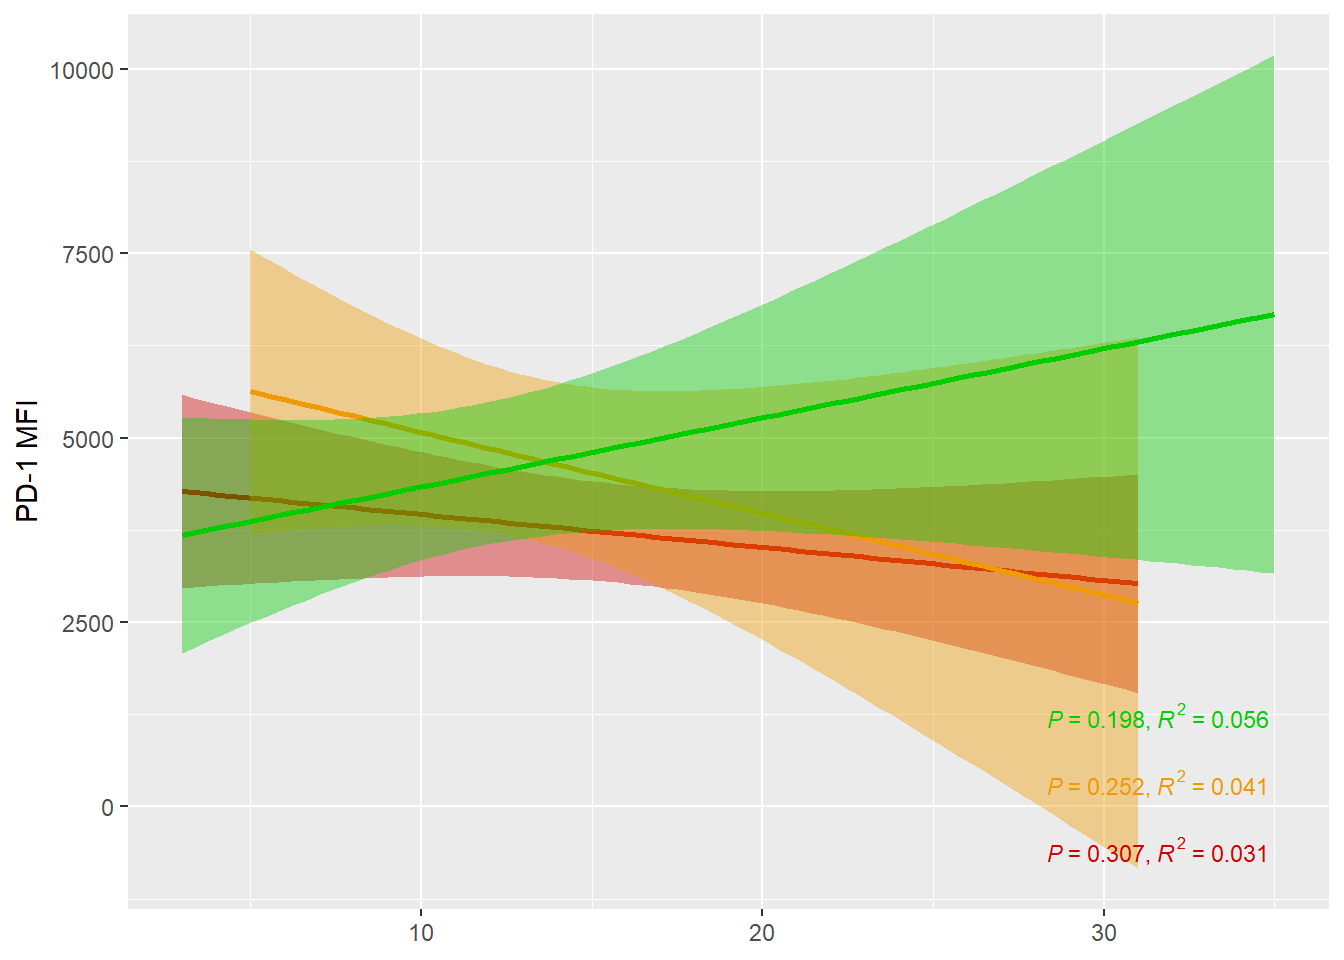 10000
7500
5000
2500
0
PD-1 MFI
P = 0.198, R² = 0.056
P = 0.252, R² = 0.041
P = 0.307, R² = 0.031
10 20 30